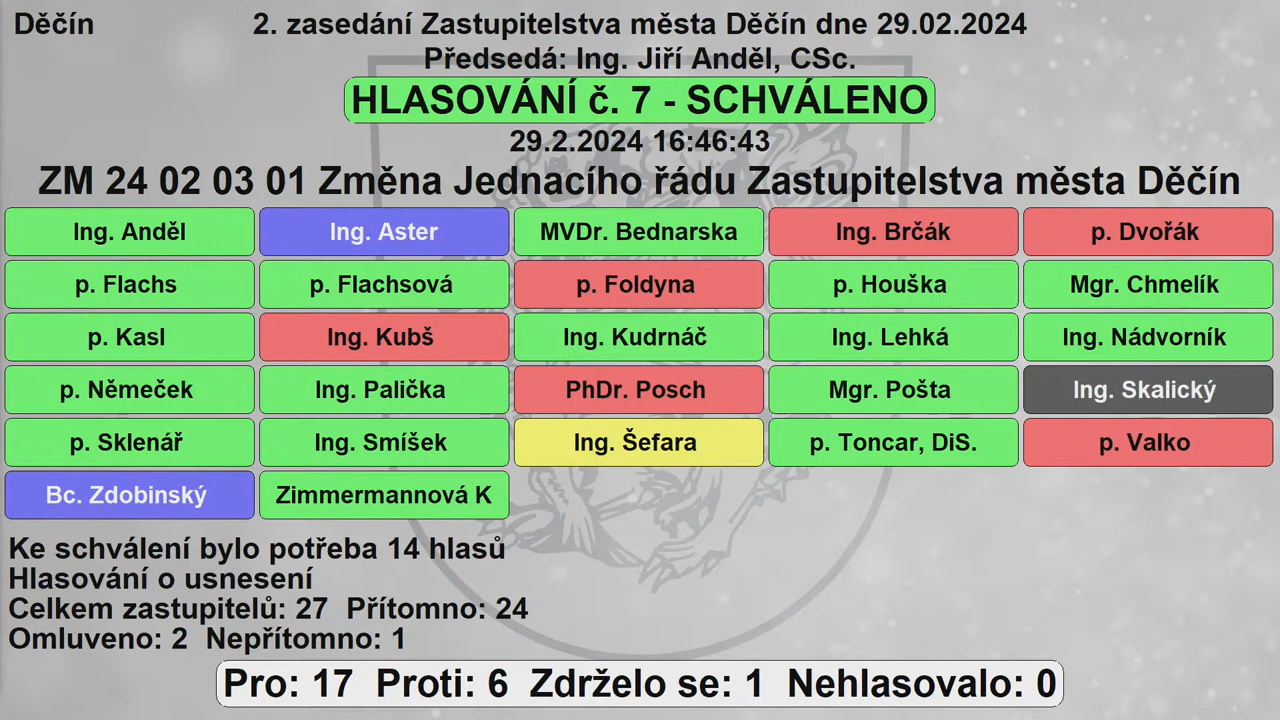 Děčín 2. zasedání Zastupitelstva města Děčín dne 29.02.2024
Předsedá: Ing. Jiří Anděl, CSc.
HLASOVÁNÍ č. 7 - SCHVÁLENO
29.2.2024 16:46:43
ZM 24 02 03 01 Změna Jednacího řádu Zastupitelstva města Děčín
Ing. Anděl Ing. Aster MVDr. Bednarska Ing. Brčák p. Dvořák
p. Flachs p. Flachsová p. Foldyna p. Houška Mgr. Chmelík
p. Kasl Ing. Kubš Ing. Kudrnáč Ing. Lehká Ing. Nádvorník
p. Němeček Ing. Palička PhDr. Posch Mgr. Pošta Ing. Skalický
p. Sklenář Ing. Smíšek Ing. Šefara p. Toncar, DiS. p. Valko
Bc. Zdobinský Zimmermannová K
Ke schválení bylo potřeba 14 hlasů
Hlasování o usnesení
Celkem zastupitelů: 27 Přítomno: 24
Omluveno: 2 Nepřítomno: 1
Pro: 17 Proti: 6 Zdrželo se: 1 Nehlasovalo: 0